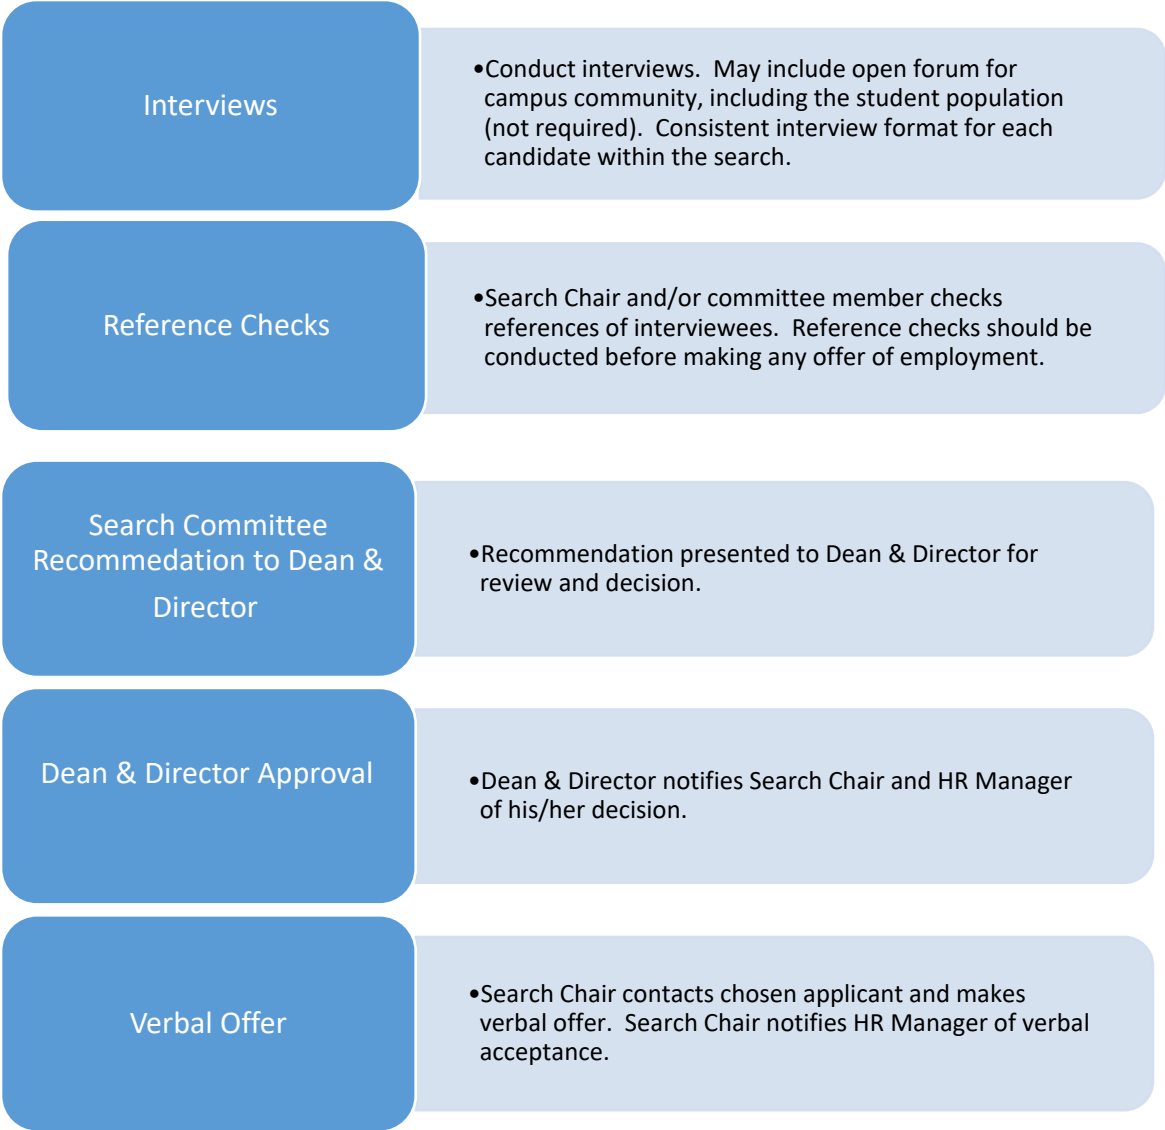 Interviews
•Conduct interviews.  May include open forum for
campus community, including the student population
(not required).  Consistent interview format for each
candidate within the search.
Reference Checks
•Search Chair and/or committee member checks
references of interviewees.  Reference checks should be
conducted before making any offer of employment.
Search Committee
Recommedation to Dean &
Director
•Recommendation presented to Dean & Director for
review and decision.
Dean & Director Approval
•Dean & Director notifies Search Chair and HR Manager
of his/her decision.
Verbal Offer
•Search Chair contacts chosen applicant and makes
verbal offer.  Search Chair notifies HR Manager of verbal
acceptance.